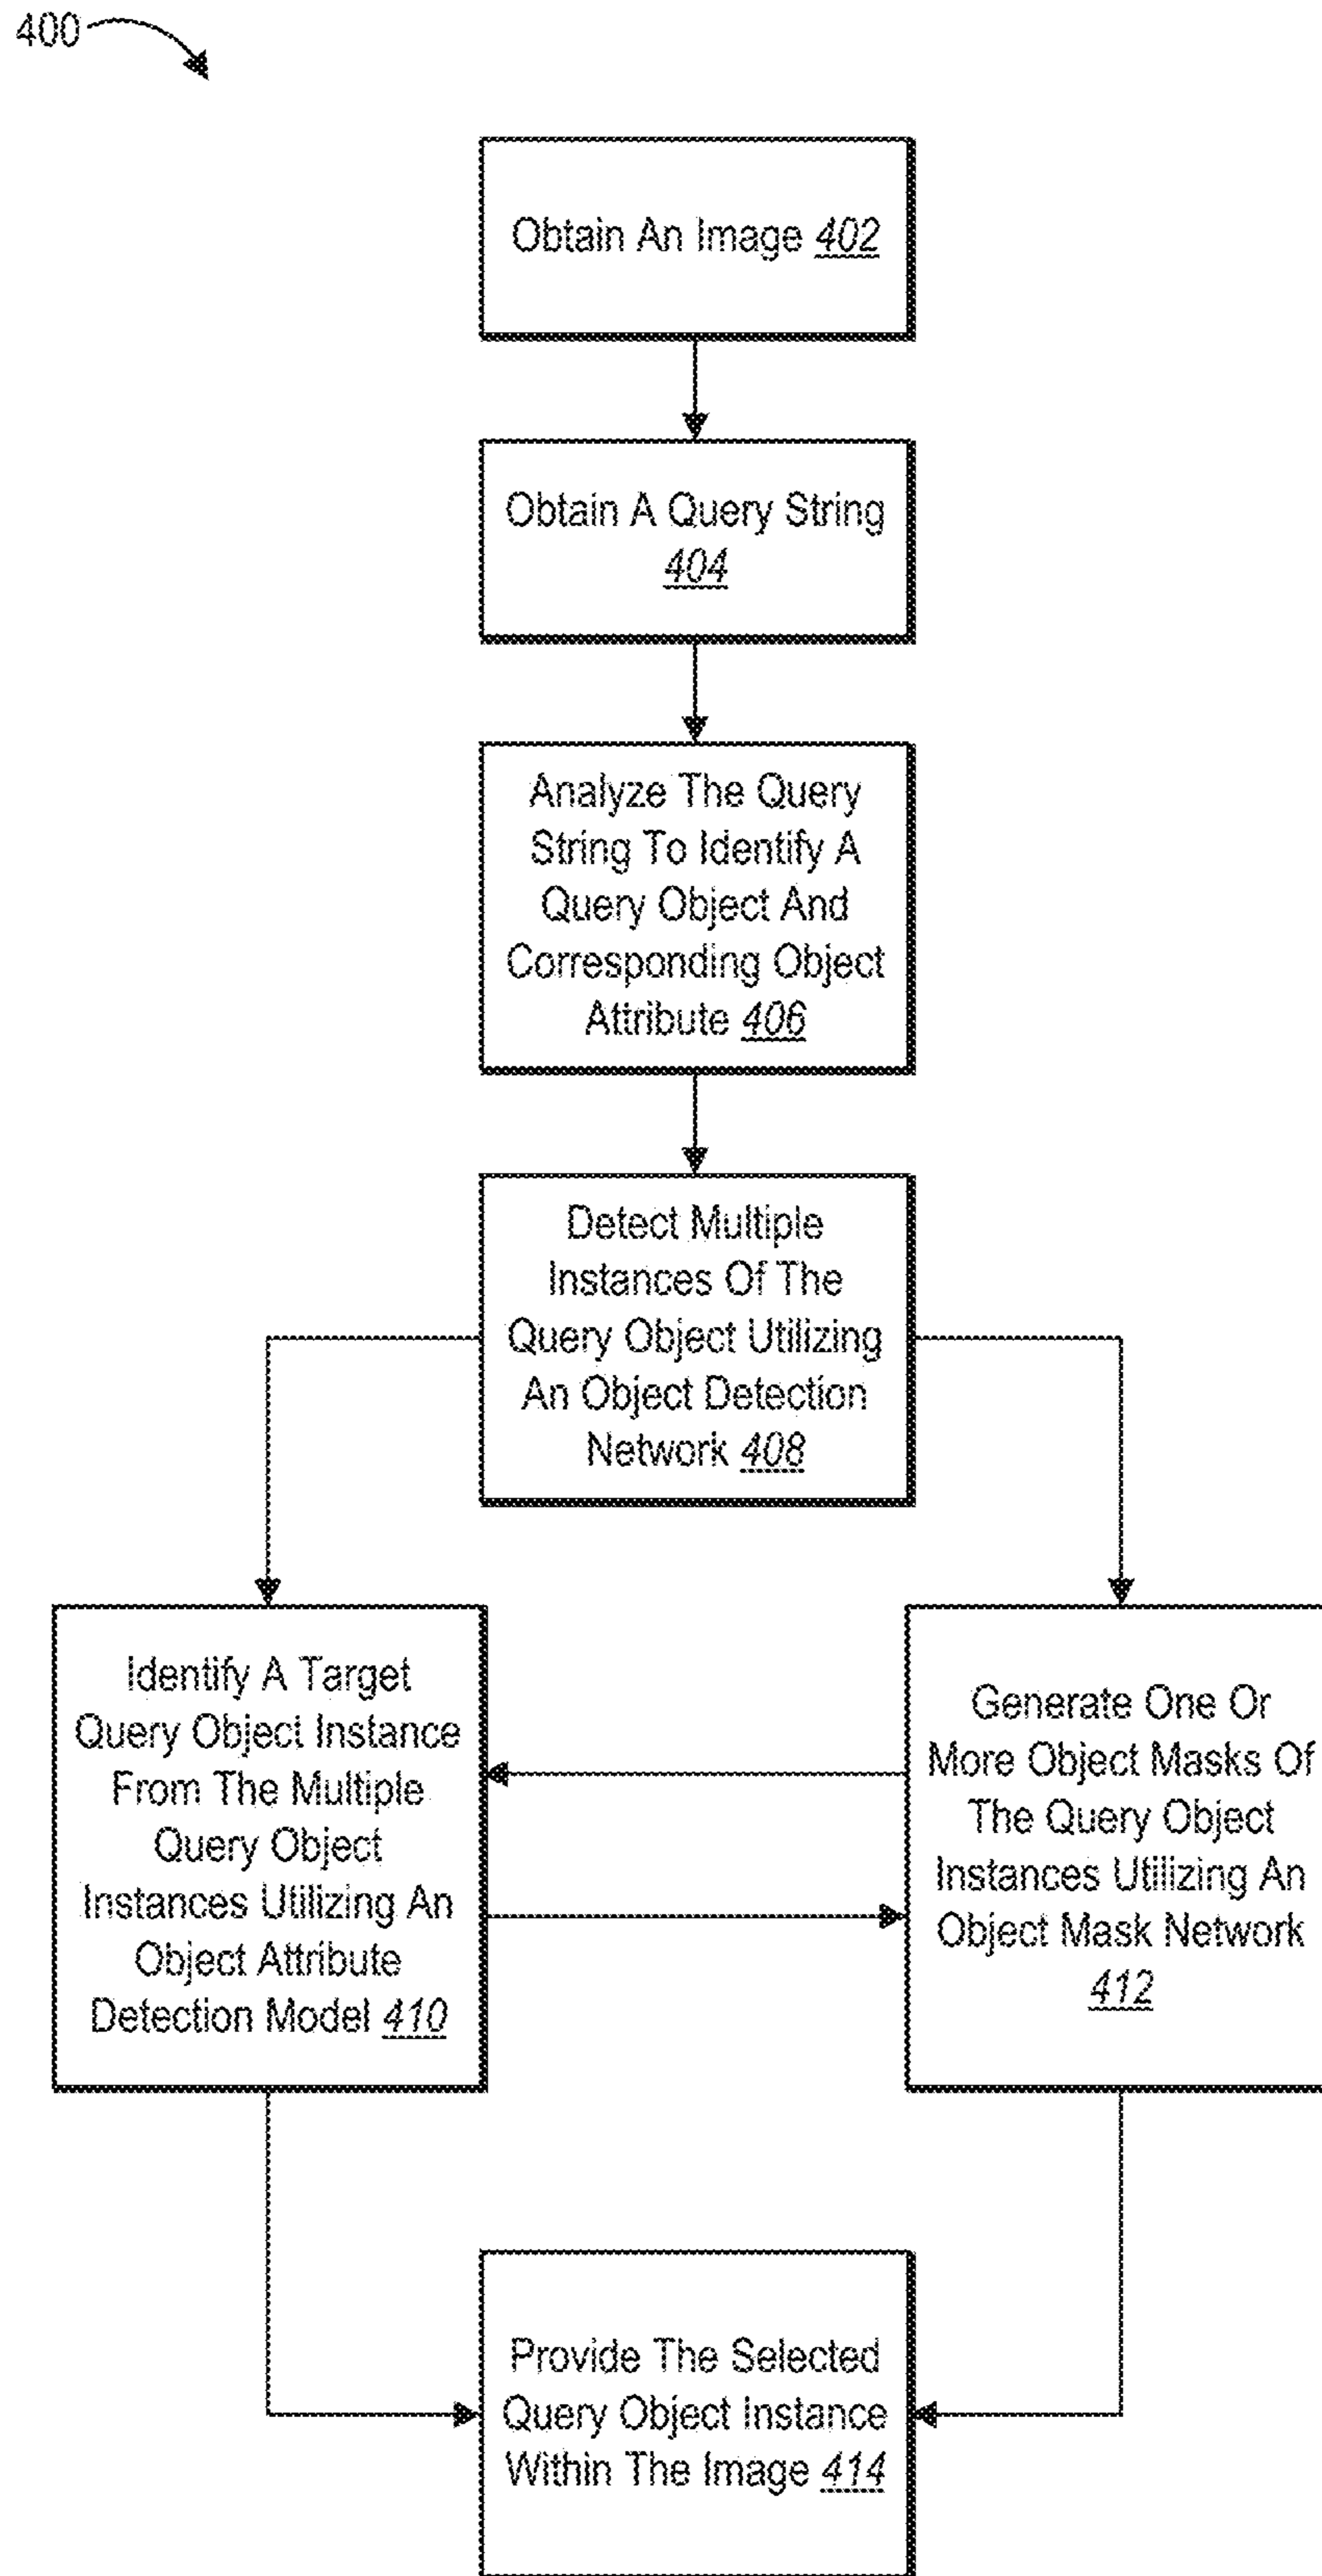 400
Obtain An Image 402
Obtain A Query String
404
Analyze The Query
String To Identify A
Query Object And
Corresponding Object
Attribute 406
Detect Multiple
Instances Of The
Query Object Utilizing
An Object Detection
Network 408
Identify A Target
Query Object Instance
From The Multiple
Query Object
Instances Utilizing An
Object Attribute
Detection Model 410
Generate One Or
More Object Masks Of
The Query Object
Instances Utilizing An
Object Mask Network
412
Provide The Selected
Query Object Instance
Within The Image 414